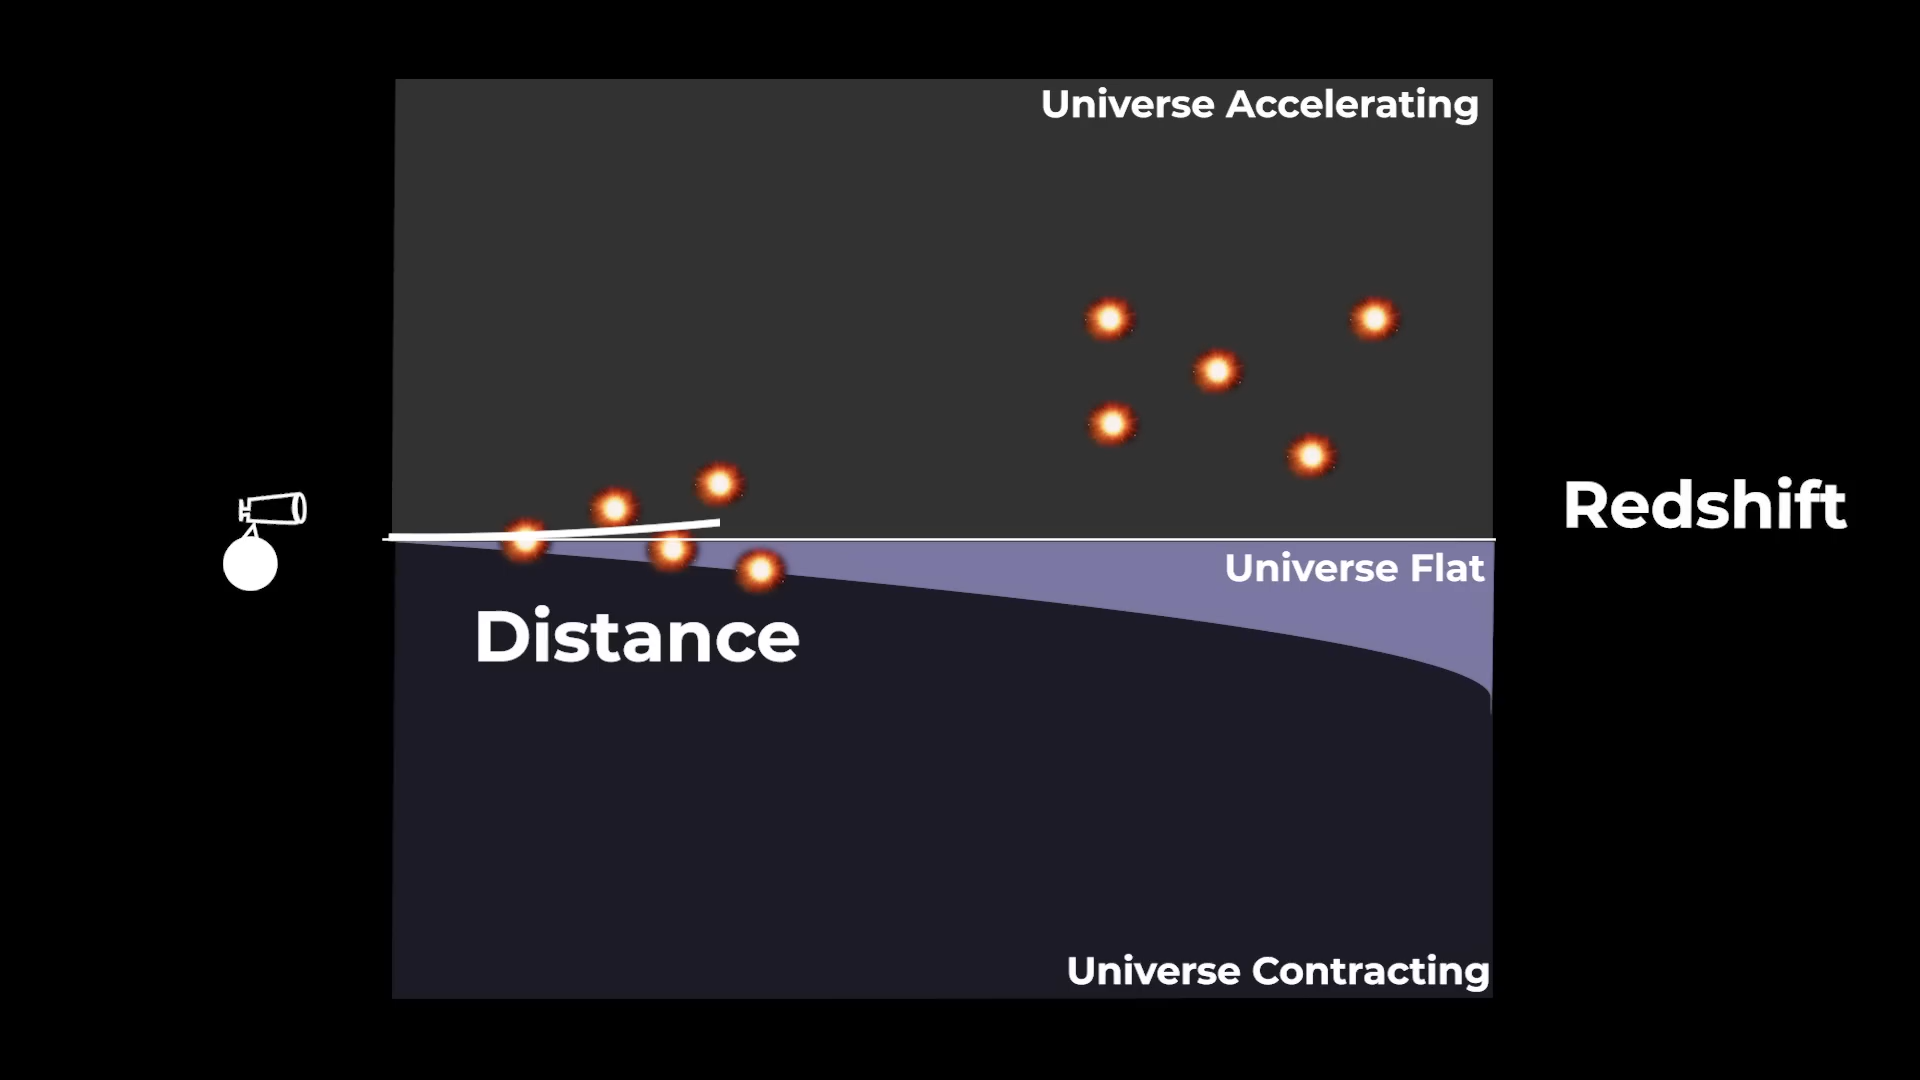 Universe Accelerating
Redshift
Universe Flat
Distance
Universe Contracting